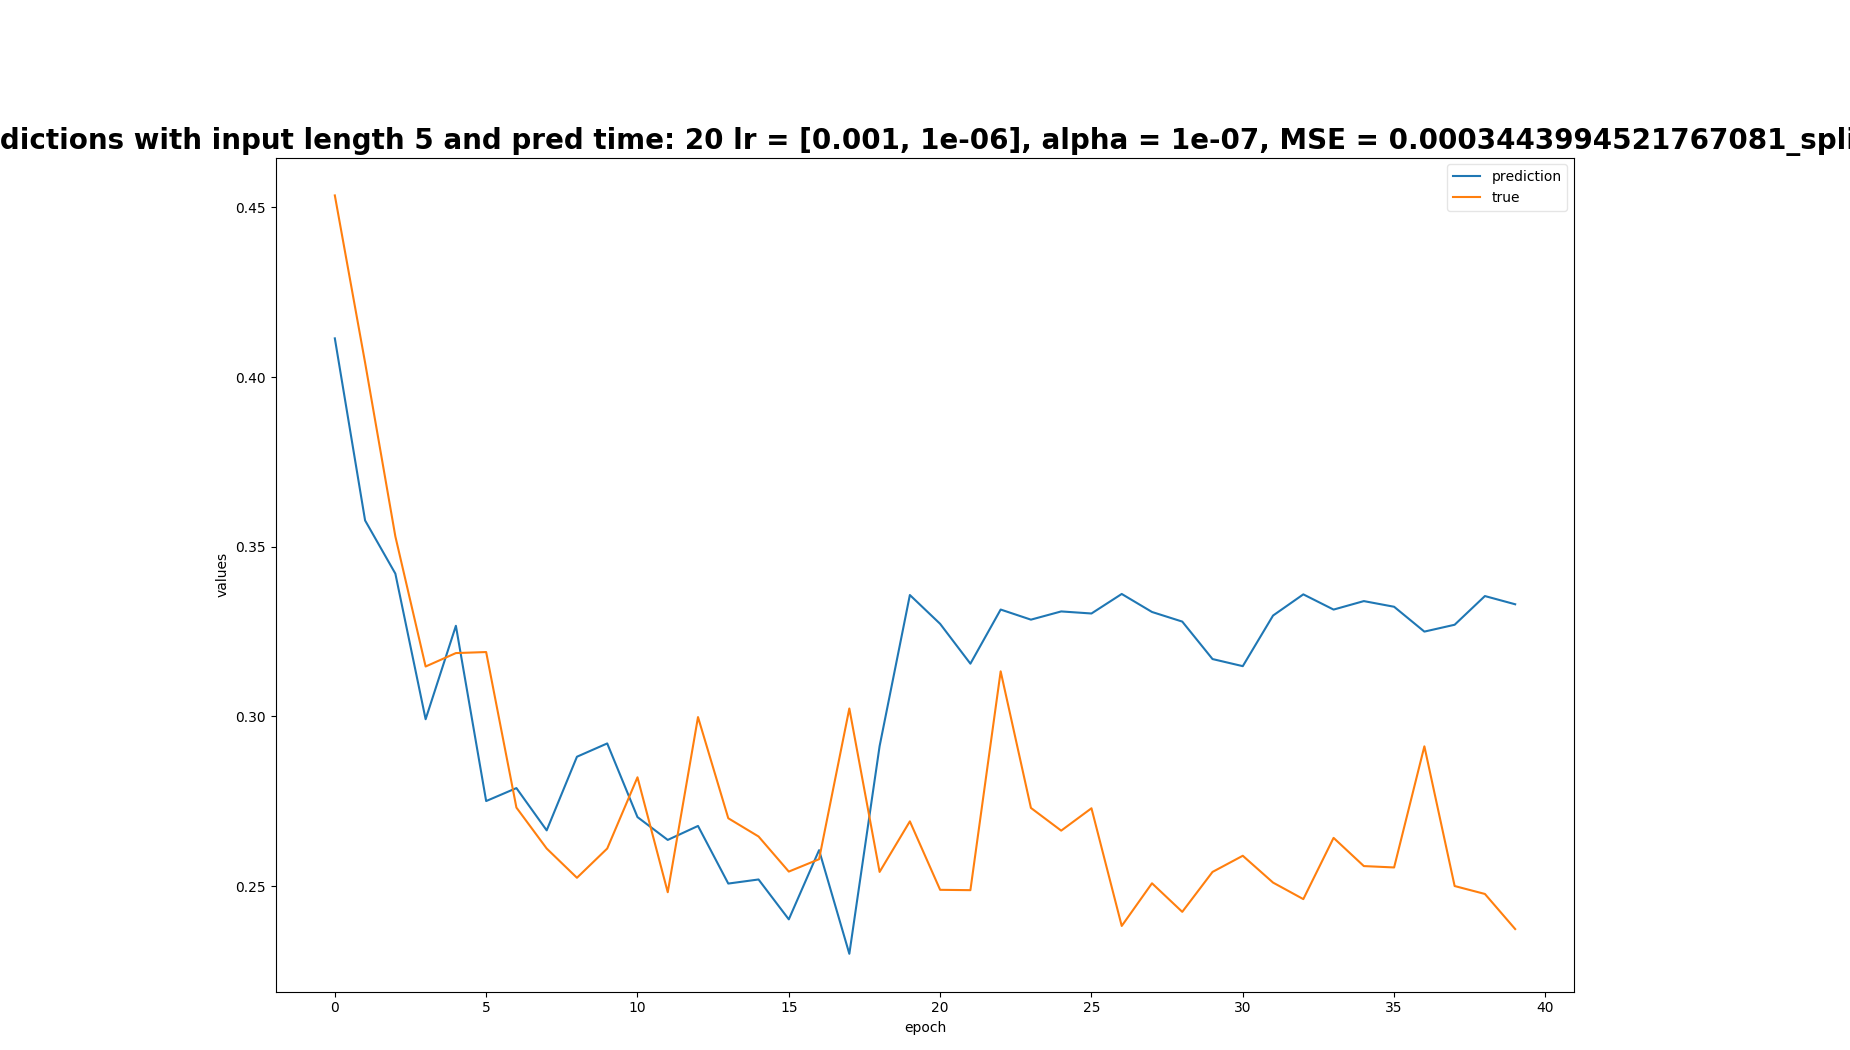 dictions with input length 5 and pred time: 20 lr = [0.001, 1e-06], alpha = 1e-07, MSE = 0.0003443994521767081_spli
prediction
true
0.45
0.40
0.35
0.30
0.25
values
0 5 10 15 20 25 30 35 40
epoch